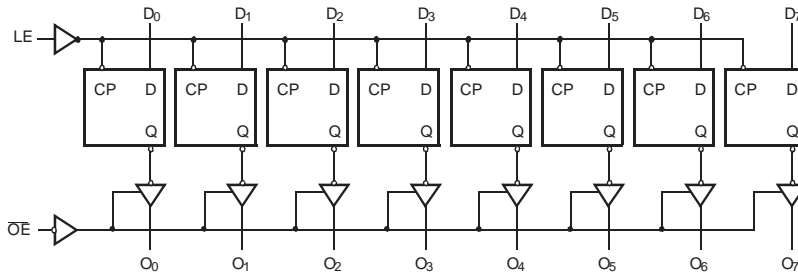 D0 D1 D2 D3 D4 D5 D6 D7
LE
CP D CP D CP D CP D CP D CP D CP D CP D
Q Q Q Q Q Q Q Q
O̅E̅
O0 O1 O2 O3 O4 O5 O6 O7